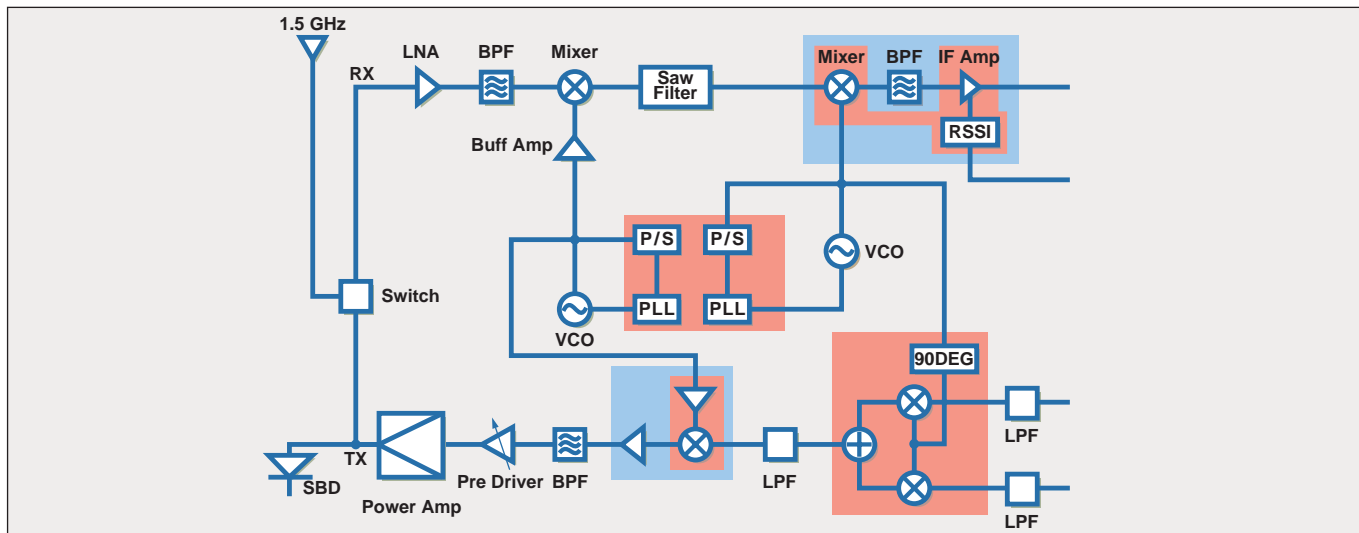 1.5 GHz
LNA
BPF
Mixer
Mixer
BPF
IF Amp
RX
Saw
Filter
RSSI
Buff Amp
P/S
P/S
VCO
Switch
PLL
PLL
VCO
90DEG
LPF
TX
SBD
Pre Driver
BPF
LPF
Power Amp
LPF